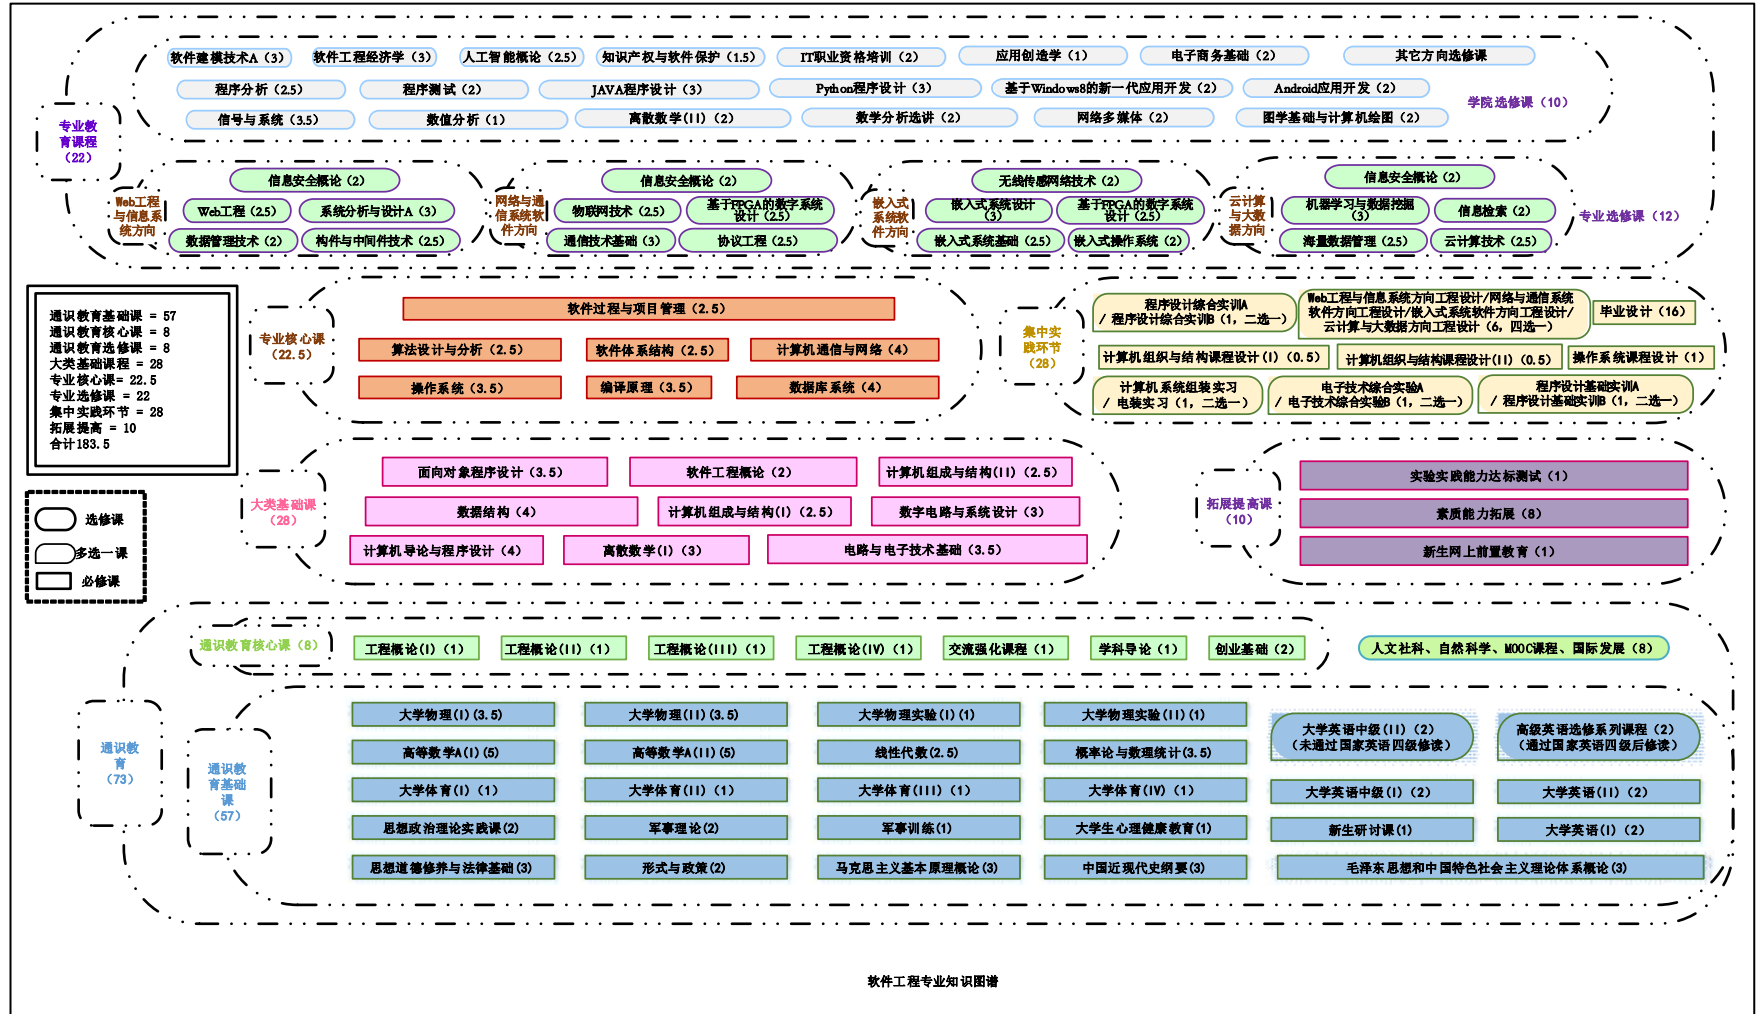 软件建模技术A（3）
软件工程经济学（3）
人工智能概论（2.5）
知识产权与软件保护（1.5）
IT职业资格培训（2）
应用创造学（1）
电子商务基础（2）
其它方向选修课
程序分析（2.5）
程序测试（2）
JAVA程序设计（3）
Python程序设计（3）
基于Windows8的新一代应用开发（2）
Android应用开发（2）
学院选修课（10）
信号与系统（3.5）
数值分析（1）
离散数学(II)（2）
数学分析选讲（2）
网络多媒体（2）
图学基础与计算机绘图（2）
专业教
育课程
（22）
Web工程
与信息系
统方向
信息安全概论（2）
Web工程（2.5）
系统分析与设计A（3）
数据管理技术（2）
构件与中间件技术（2.5）
网络与通
信系统软
件方向
信息安全概论（2）
物联网技术（2.5）
基于FPGA的数字系统
设计（2.5）
通信技术基础（3）
协议工程（2.5）
嵌入式
系统软
件方向
无线传感网络技术（2）
嵌入式系统设计
（3）
基于FPGA的数字系统
设计（2.5）
嵌入式系统基础（2.5）
嵌入式操作系统（2）
云计算
与大数
据方向
信息安全概论（2）
机器学习与数据挖掘
（3）
信息检索（2）
海量数据管理（2.5）
云计算技术（2.5）
专业选修课（12）
通识教育基础课 = 57
通识教育核心课 = 8
通识教育选修课 = 8
大类基础课程 = 28
专业核心课= 22.5
专业选修课 = 22
集中实践环节 = 28
拓展提高 = 10
合计183.5
专业核心课
（22.5）
软件过程与项目管理（2.5）
算法设计与分析（2.5）
软件体系结构（2.5）
计算机通信与网络（4）
操作系统（3.5）
编译原理（3.5）
数据库系统（4）
集中实
践环节
（28）
程序设计综合实训A
/ 程序设计综合实训B（1，二选一）
Web工程与信息系统方向工程设计/网络与通信系统
软件方向工程设计/嵌入式系统软件方向工程设计/
云计算与大数据方向工程设计（6，四选一）
毕业设计（16）
计算机组织与结构课程设计(I)（0.5）
计算机组织与结构课程设计(II)（0.5）
操作系统课程设计（1）
计算机系统组装实习
/ 电装实习（1，二选一）
电子技术综合实验A
/ 电子技术综合实验B（1，二选一）
程序设计基础实训A
/ 程序设计基础实训B（1，二选一）
选修课
多选一课
必修课
大类基础课
（28）
面向对象程序设计（3.5）
软件工程概论（2）
计算机组成与结构(II)（2.5）
数据结构（4）
计算机组成与结构(I)（2.5）
数字电路与系统设计（3）
计算机导论与程序设计（4）
离散数学(I)（3）
电路与电子技术基础（3.5）
拓展提高课
（10）
实验实践能力达标测试（1）
素质能力拓展（8）
新生网上前置教育（1）
通识教育核心课（8）
工程概论(I)（1）
工程概论(II)（1）
工程概论(III)（1）
工程概论(IV)（1）
交流强化课程（1）
学科导论（1）
创业基础（2）
人文社科、自然科学、MOOC课程、国际发展（8）
通识教
育
（73）
通识教
育基础
课
（57）
大学物理(I)(3.5)
大学物理(II)(3.5)
大学物理实验(I)(1)
大学物理实验(II)(1)
大学英语中级(II)（2）
（未通过国家英语四级修读）
高级英语选修系列课程（2）
（通过国家英语四级后修读）
高等数学A(I)(5)
高等数学A(II)(5)
线性代数(2.5)
概率论与数理统计(3.5)
大学体育(I)（1）
大学体育(II)（1）
大学体育(III)（1）
大学体育(IV)（1）
大学英语中级(I)（2）
大学英语(II)（2）
思想政治理论实践课(2)
军事理论(2)
军事训练(1)
大学生心理健康教育(1)
新生研讨课(1)
大学英语(I)（2）
思想道德修养与法律基础(3)
形式与政策(2)
马克思主义基本原理概论(3)
中国近现代史纲要(3)
毛泽东思想和中国特色社会主义理论体系概论(3)
软件工程专业知识图谱